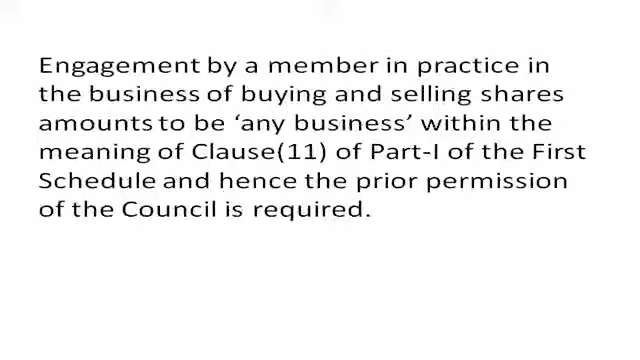 Engagement by a member in practice in
the business of buying and selling shares
amounts to be ‘any business’ within the
meaning of Clause(11) of Part-I of the First
Schedule and hence the prior permission
of the Council is required.